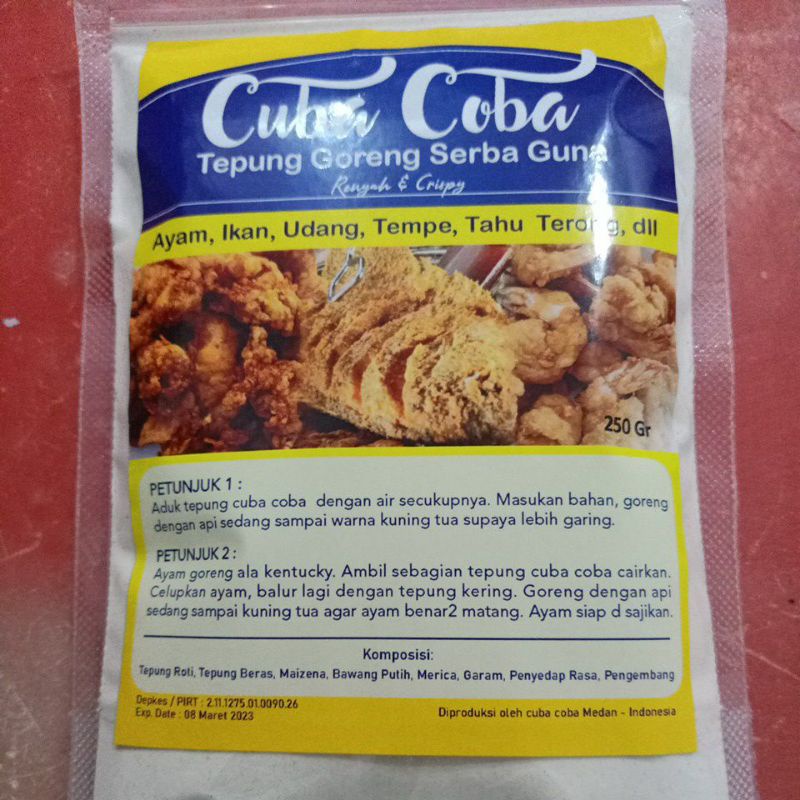 Cuba Coba
Tepung Goreng Serba Guna
Renyah & Crispy
Ayam, Ikan, Udang, Tempe, Tahu Terong, dll
250 Gr
PETUNJUK 1 :
Aduk tepung cuba coba dengan air secukupnya. Masukan bahan, goreng
dengan api sedang sampai warna kuning tua supaya lebih garing.
PETUNJUK 2 :
Ayam goreng ala kentucky. Ambil sebagian tepung cuba coba cairkan.
Celupkan ayam, balur lagi dengan tepung kering. Goreng dengan api
sedang sampai kuning tua agar ayam benar2 matang. Ayam siap d sajikan.
Komposisi:
Tepung Roti, Tepung Beras, Maizena, Bawang Putih, Merica, Garam, Penyedap Rasa, Pengembang
Depkes / PIRT : 2.11.1275.01.0090.26
Exp. Date : 08 Maret 2023
Diproduksi oleh cuba coba Medan - Indonesia